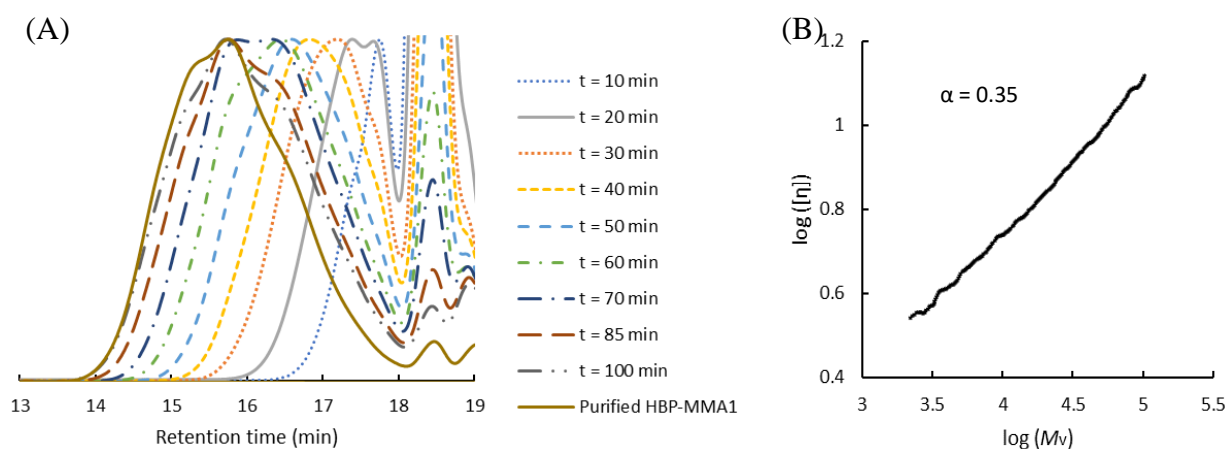 (A)
t = 10 min
t = 20 min
t = 30 min
t = 40 min
t = 50 min
t = 60 min
t = 70 min
t = 85 min
t = 100 min
Purified HBP-MMA1
13 14 15 16 17 18 19
Retention time (min)
(B)
α = 0.35
1.2
1
0.8
0.6
0.4
log ([η])
3 3.5 4 4.5 5 5.5
log (Mv)